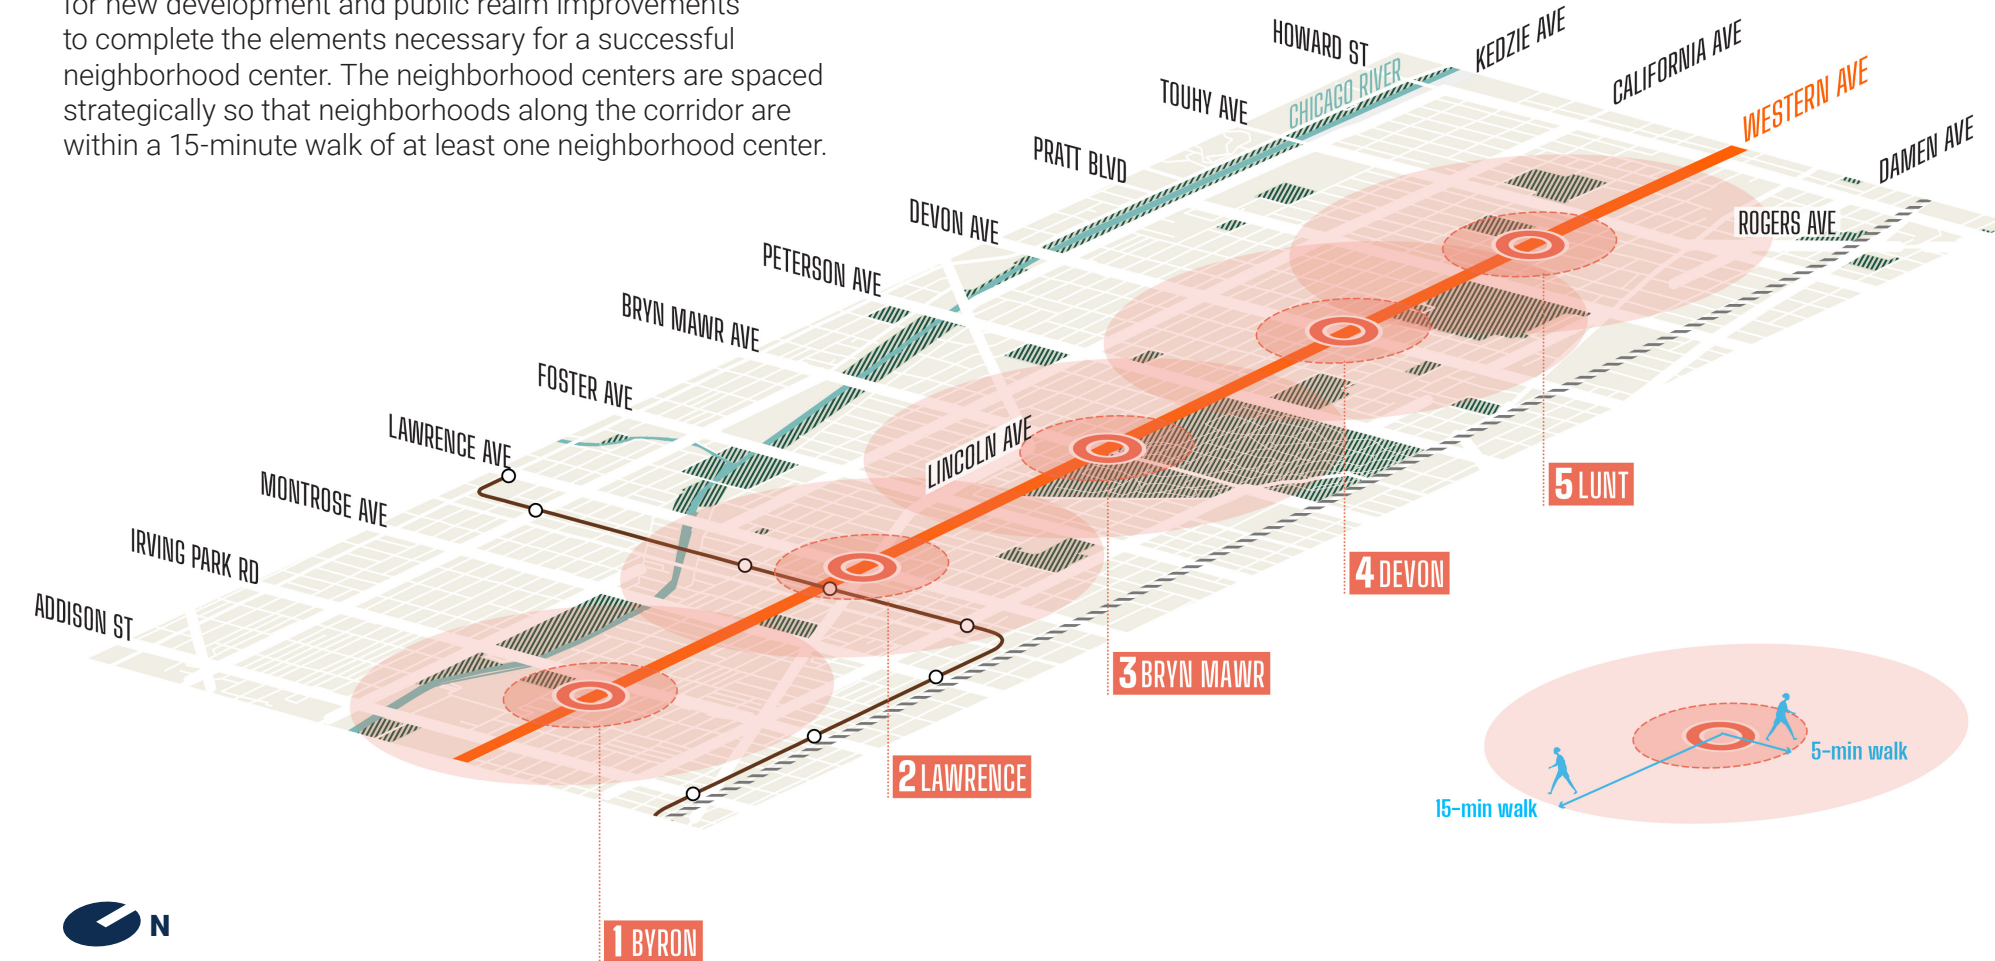 for new development and public realm improvements
to complete the elements necessary for a successful
neighborhood center. The neighborhood centers are spaced
strategically so that neighborhoods along the corridor are
within a 15-minute walk of at least one neighborhood center.
HOWARD ST
KEDZIE AVE
CALIFORNIA AVE
WESTERN AVE
DAMEN AVE
TOUHY AVE
CHICAGO RIVER
PRATT BLVD
ROGERS AVE
DEVON AVE
PETERSON AVE
BRYN MAWR AVE
FOSTER AVE
LAWRENCE AVE
LINCOLN AVE
MONTROSE AVE
IRVING PARK RD
ADDISON ST
5 LUNT
4 DEVON
3 BRYN MAWR
2 LAWRENCE
1 BYRON
5-min walk
15-min walk
N